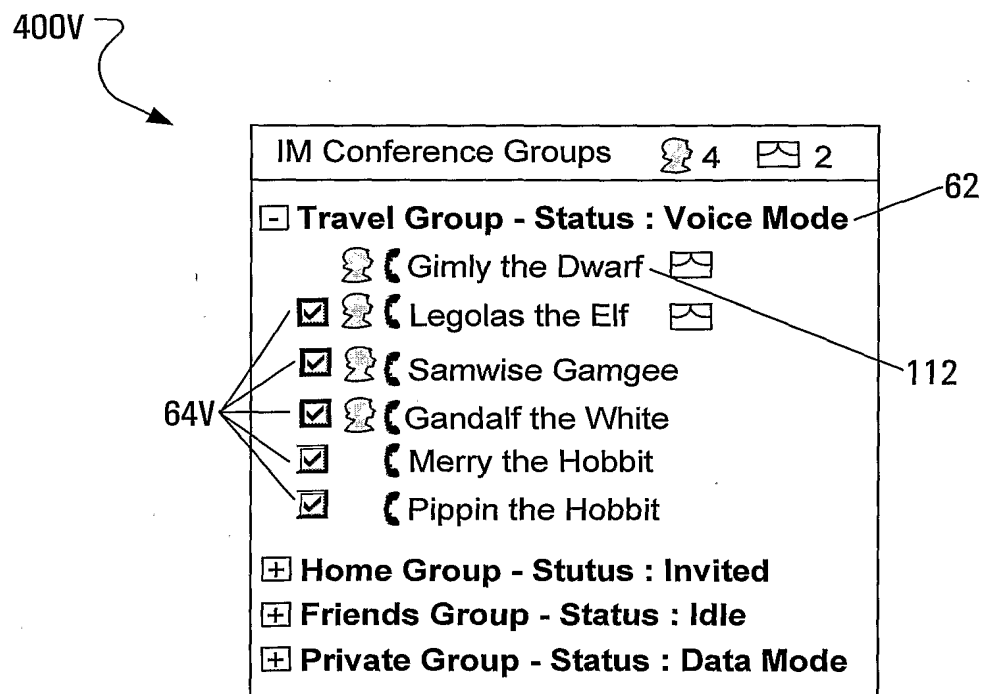 400V
IM Conference Groups 4 2
62
- Travel Group - Status : Voice Mode
Gimly the Dwarf
Legolas the Elf
Samwise Gamgee
112
64V
Gandalf the White
Merry the Hobbit
Pippin the Hobbit
+ Home Group - Stutus : Invited
+ Friends Group - Status : Idle
+ Private Group - Status : Data Mode